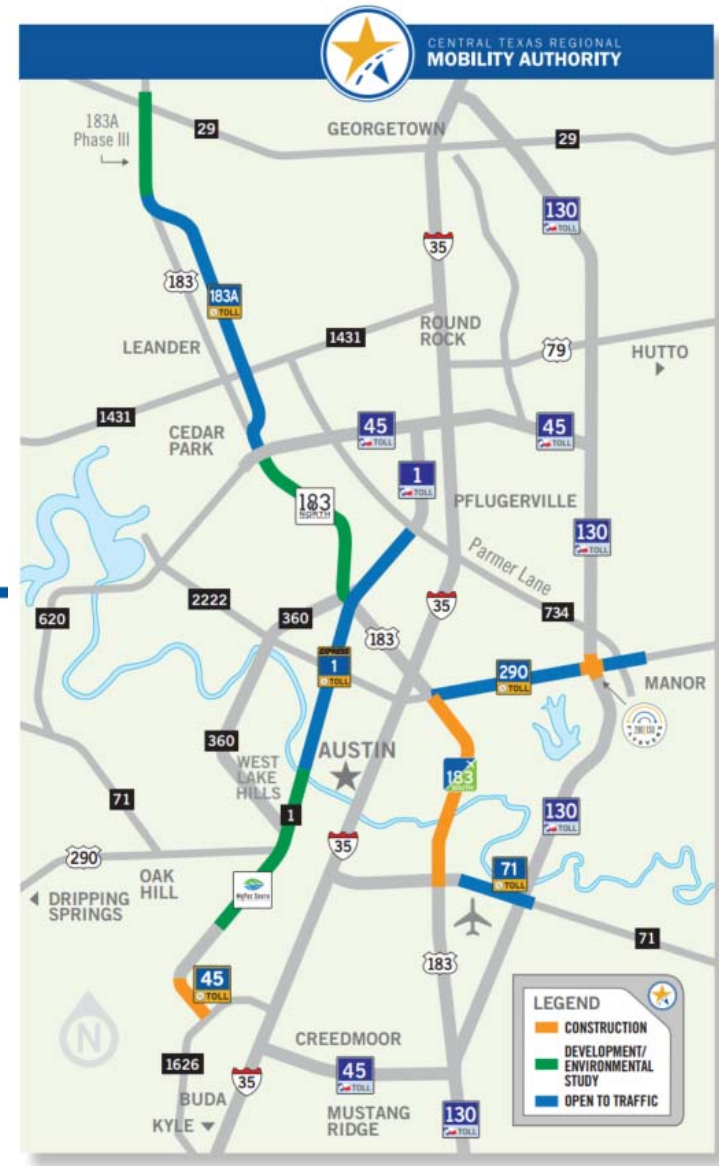 CENTRAL TEXAS REGIONAL
MOBILITY AUTHORITY
183A
Phase III
29
GEORGETOWN
29
130
TOLL
35
183
183A
TOLL
ROUND
ROCK
1431
LEANDER
79
HUTTO
1431
45
TOLL
45
TOLL
CEDAR
PARK
1
TOLL
183
NORTH
PFLUGERVILLE
130
TOLL
Parmer Lane
2222
35
734
620
360
183
EXPRESS
1
TOLL
290
TOLL
MANOR
360
AUSTIN
WEST
LAKE
HILLS
183
SOUTH
71
1
130
TOLL
35
290
OAK
HILL
71
TOLL
DRIPPING
SPRINGS
MoPac South
71
183
45
TOLL
N
LEGEND
CONSTRUCTION
DEVELOPMENT/
ENVIRONMENTAL
STUDY
OPEN TO TRAFFIC
CREEDMOOR
1626
35
45
TOLL
BUDA
KYLE
MUSTANG
RIDGE
130
TOLL